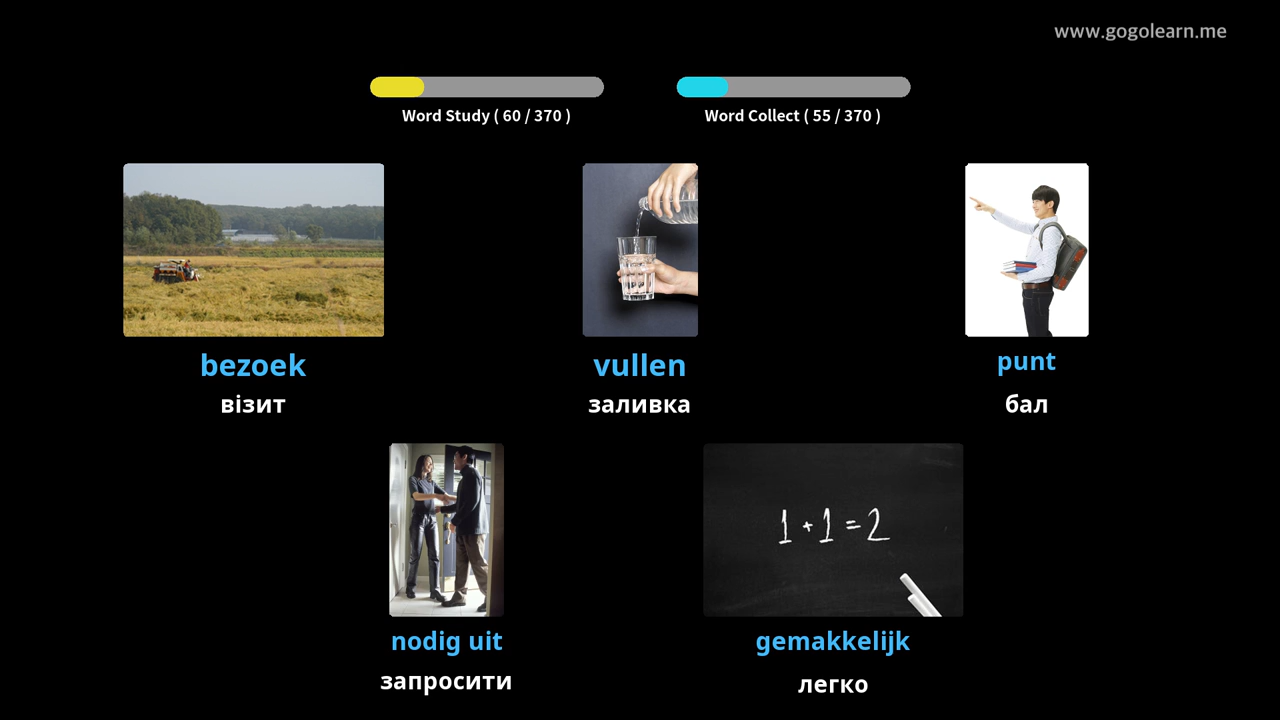 www.gogolearn.me
Word Study ( 60 / 370 )
Word Collect ( 55 / 370 )
bezoek
візит
vullen
заливка
punt
бал
1 + 1 = 2
nodig uit
запросити
gemakkelijk
легко